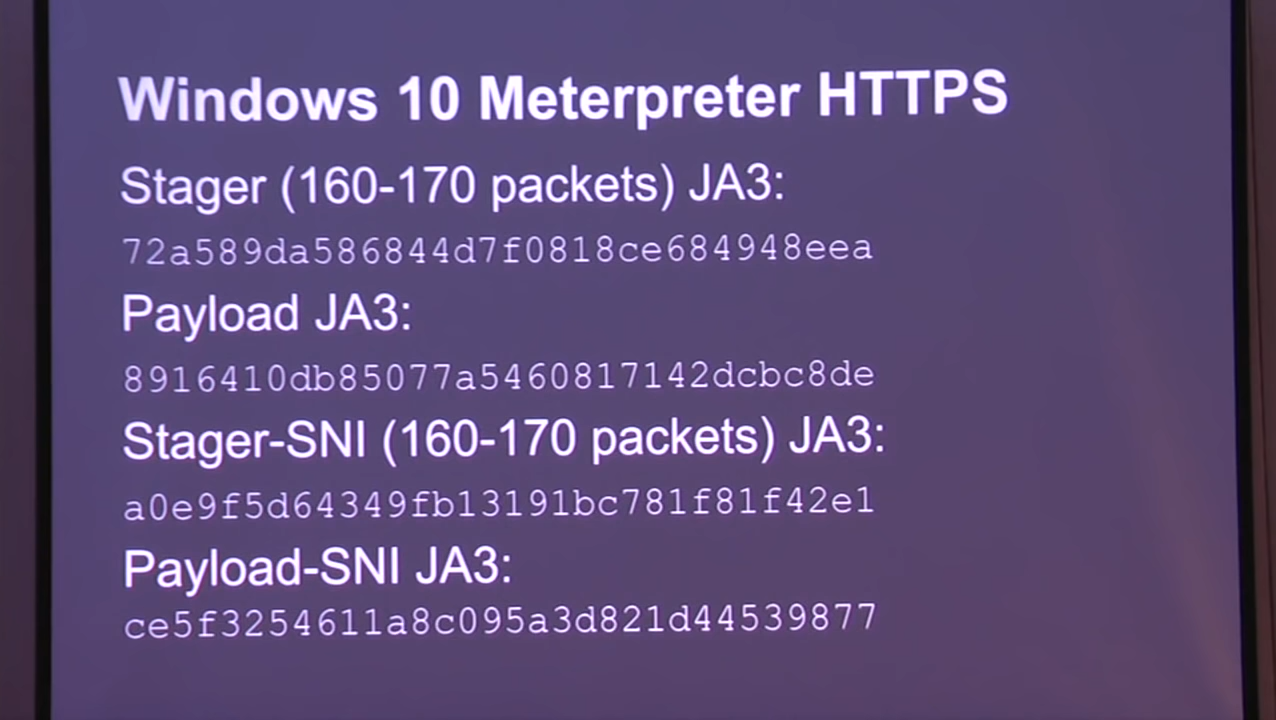 Windows 10 Meterpreter HTTPS
Stager (160-170 packets) JA3:
72a589da586844d7f0818ce684948eea
Payload JA3:
8916410db85077a5460817142dcbc8de
Stager-SNI (160-170 packets) JA3:
a0e9f5d64349fb13191bc781f81f42e1
Payload-SNI JA3:
ce5f3254611a8c095a3d821d44539877